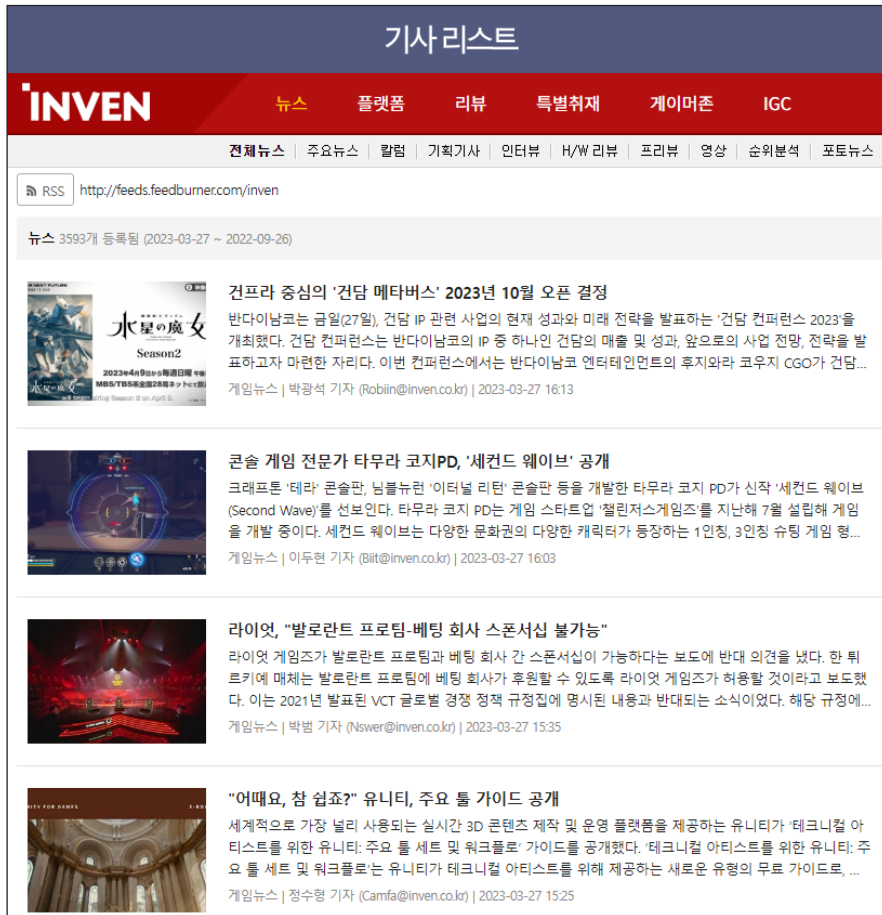 기사 리스트
INVEN
뉴스 플랫폼 리뷰 특별취재 게이머존 IGC
전체뉴스 | 주요뉴스 | 칼럼 | 기획기사 | 인터뷰 | H/W 리뷰 | 프리뷰 | 영상 | 순위분석 | 포토뉴스
RSS http://feeds.feedburner.com/inven
뉴스 3593개 등록됨 (2023-03-27 ~ 2022-09-26)
水星の魔女
Season2
2023年4月9日から毎週日曜
MBS/TBS系全国28局ネットにて放
건프라 중심의 '건담 메타버스' 2023년 10월 오픈 결정
반다이남코는 금일(27일), 건담 IP 관련 사업의 현재 성과와 미래 전략을 발표하는 '건담 컨퍼런스 2023'을
개최했다. 건담 컨퍼런스는 반다이남코의 IP 중 하나인 건담의 매출 및 성과, 앞으로의 사업 전망, 전략을 발
표하고자 마련한 자리다. 이번 컨퍼런스에서는 반다이남코 엔터테인먼트의 후지와라 코우지 CGO가 건담...
게임뉴스 | 박광석 기자 (Robiin@inven.co.kr) | 2023-03-27 16:13
콘솔 게임 전문가 타무라 코지PD, '세컨드 웨이브' 공개
크래프톤 '테라' 콘솔판, 님블뉴런 '이터널 리턴' 콘솔판 등을 개발한 타무라 코지 PD가 신작 '세컨드 웨이브
(Second Wave)'를 선보인다. 타무라 코지 PD는 게임 스타트업 '챌린저스게임즈'를 지난해 7월 설립해 게임
을 개발 중이다. 세컨드 웨이브는 다양한 문화권의 다양한 캐릭터가 등장하는 1인칭, 3인칭 슈팅 게임 형...
게임뉴스 | 이두현 기자 (Biit@inven.co.kr) | 2023-03-27 16:03
라이엇, "발로란트 프로팀-베팅 회사 스폰서십 불가능"
라이엇 게임즈가 발로란트 프로팀과 베팅 회사 간 스폰서십이 가능하다는 보도에 반대 의견을 냈다. 한 튀
르키예 매체는 발로란트 프로팀에 베팅 회사가 후원할 수 있도록 라이엇 게임즈가 허용할 것이라고 보도했
다. 이는 2021년 발표된 VCT 글로벌 경쟁 정책 규정집에 명시된 내용과 반대되는 소식이었다. 해당 규정에...
게임뉴스 | 박범 기자 (Nswer@inven.co.kr) | 2023-03-27 15:35
"어때요, 참 쉽죠?" 유니티, 주요 툴 가이드 공개
세계적으로 가장 널리 사용되는 실시간 3D 콘텐츠 제작 및 운영 플랫폼을 제공하는 유니티가 '테크니컬 아
티스트를 위한 유니티: 주요 툴 세트 및 워크플로' 가이드를 공개했다. '테크니컬 아티스트를 위한 유니티: 주
요 툴 세트 및 워크플로'는 유니티가 테크니컬 아티스트를 위해 제공하는 새로운 유형의 무료 가이드로, ...
게임뉴스 | 정수형 기자 (Camfa@inven.co.kr) | 2023-03-27 15:25